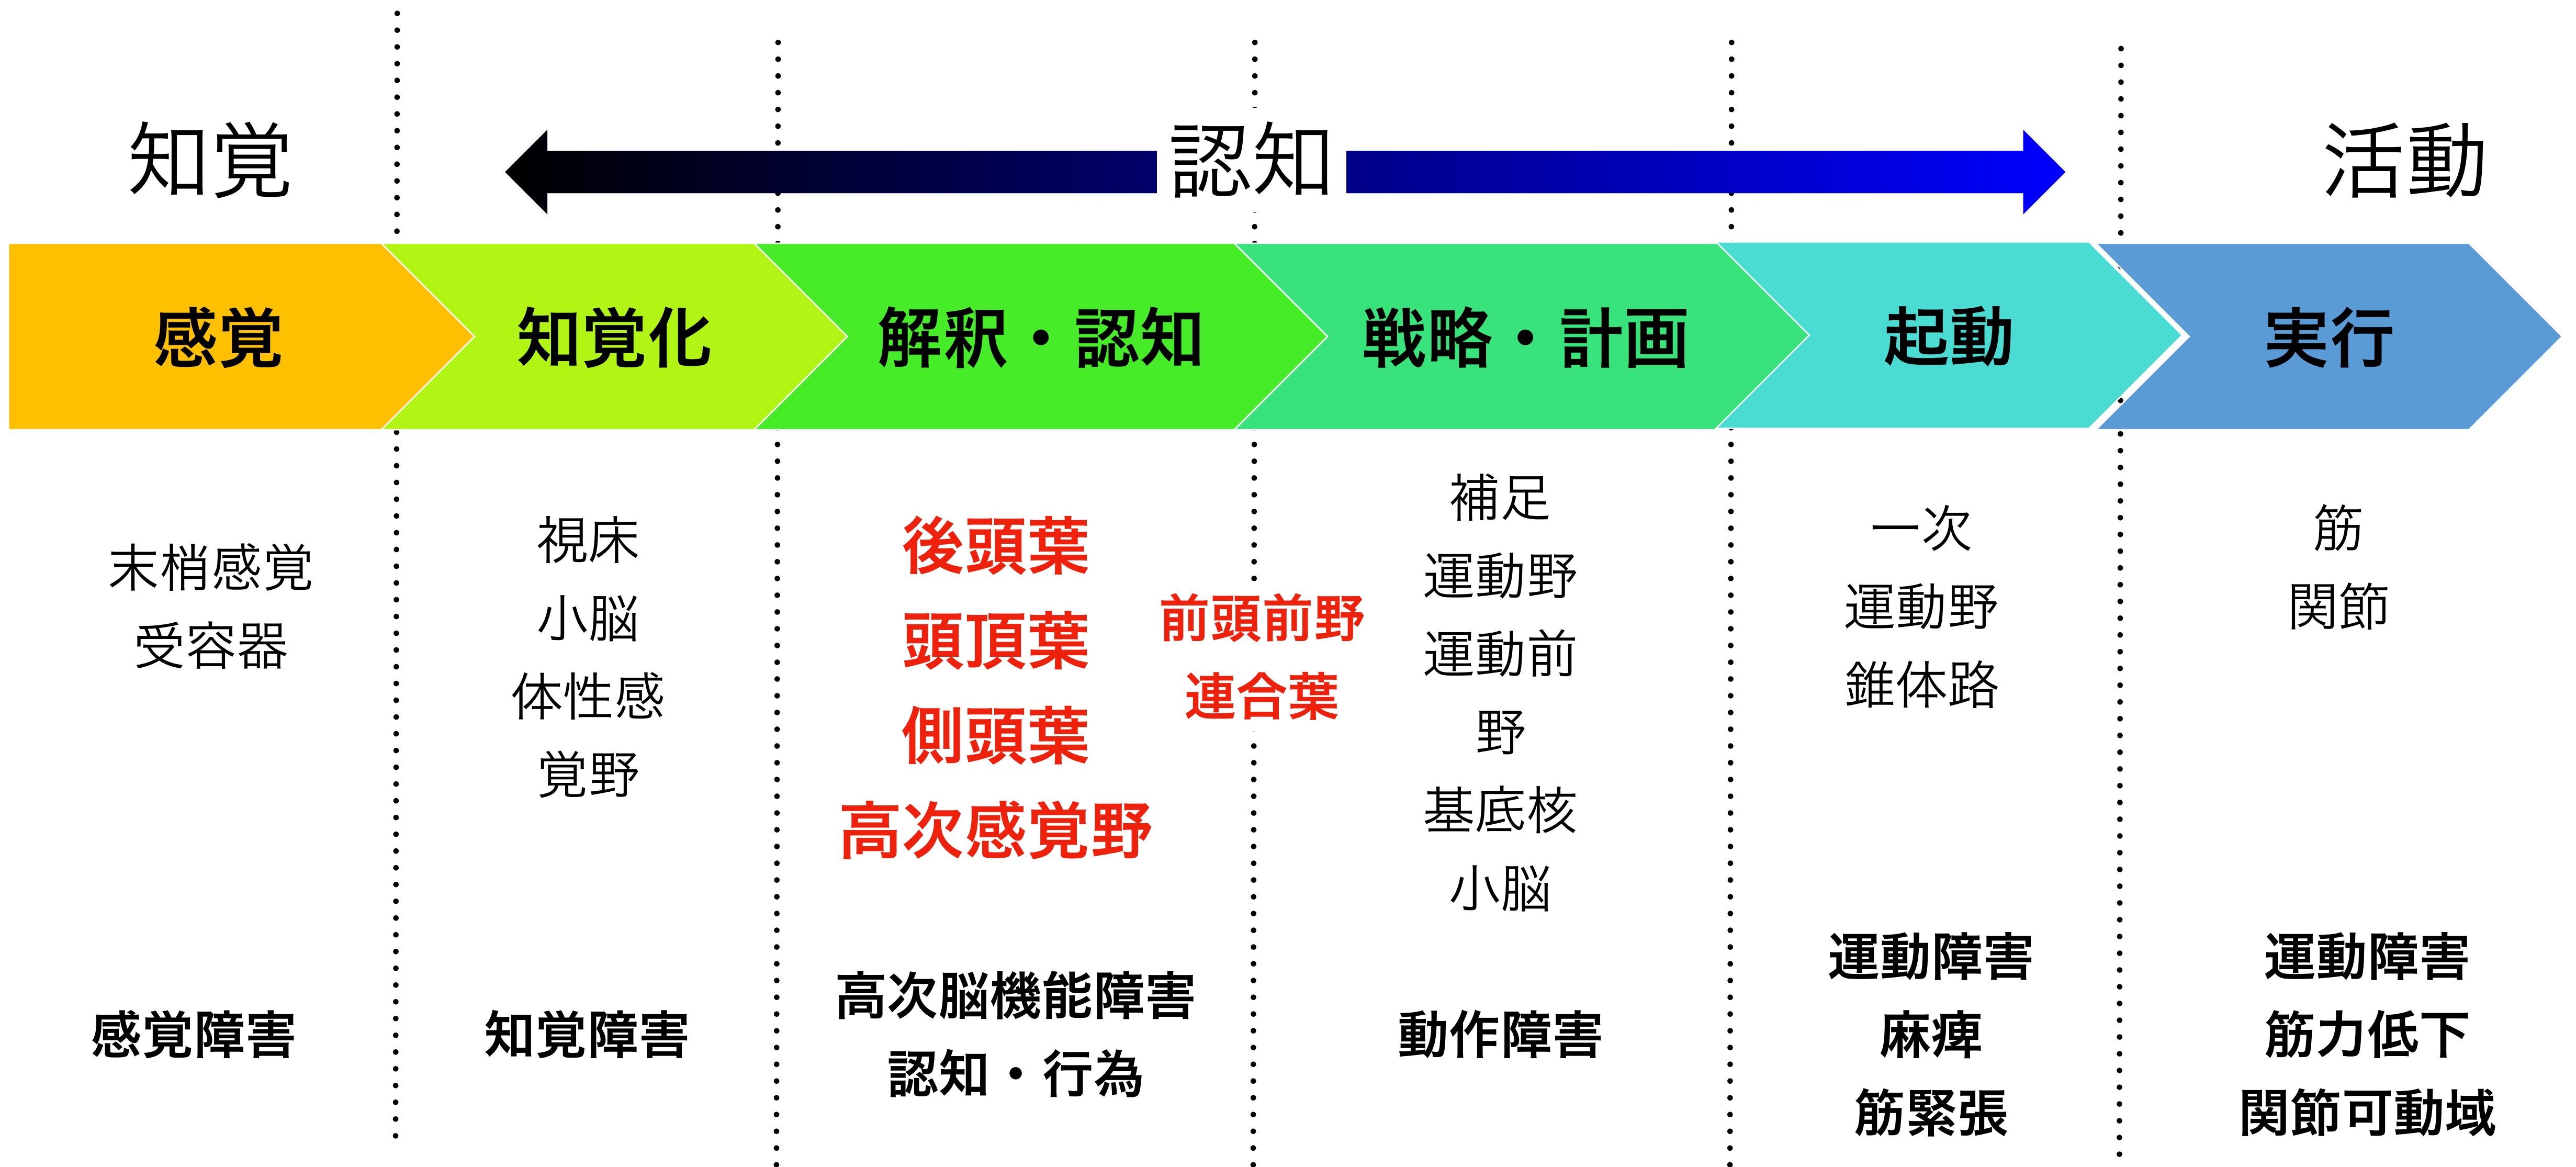 知覚
認知
活動
感覚
知覚化
解釈・認知
戦略・計画
起動
実行
末梢感覚
受容器
視床
小脳
体性感
覚野
後頭葉
頭頂葉
側頭葉
高次感覚野
前頭前野
連合葉
補足
運動野
運動前
野
基底核
小脳
一次
運動野
錐体路
筋
関節
感覚障害
知覚障害
高次脳機能障害
認知・行為
動作障害
運動障害
麻痺
筋緊張
運動障害
筋力低下
関節可動域